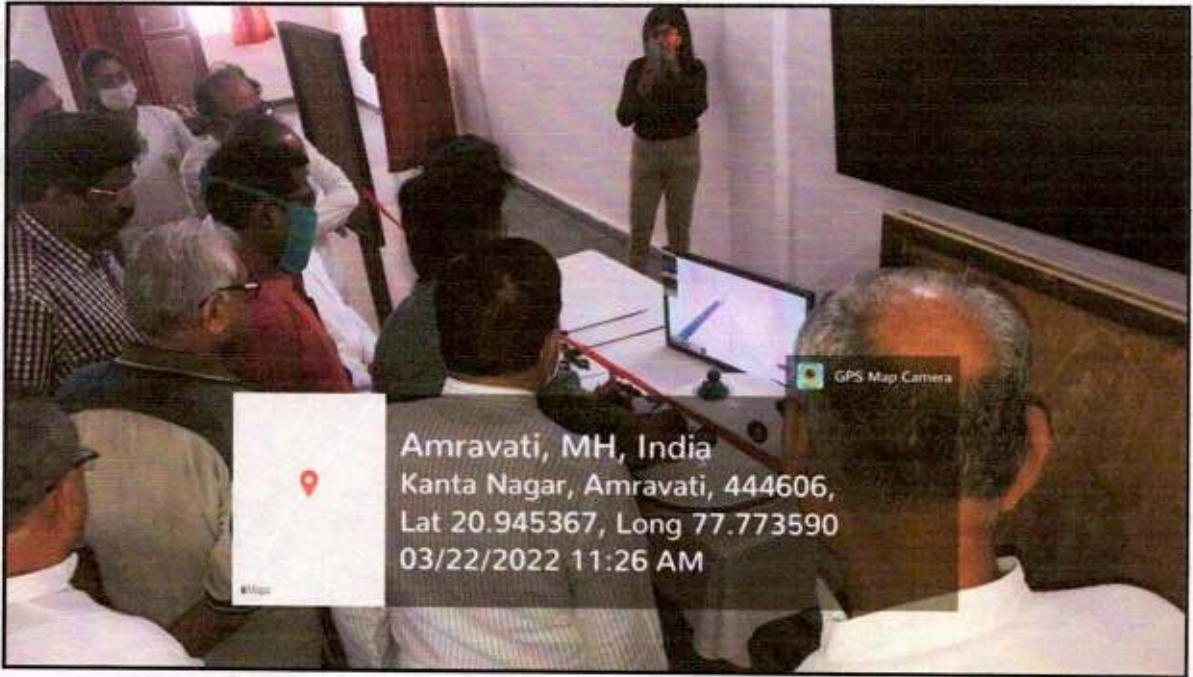 GPS Map Camera
Amravati, MH, India
Kanta Nagar, Amravati, 444606,
Lat 20.945367, Long 77.773590
03/22/2022 11:26 AM
Maps